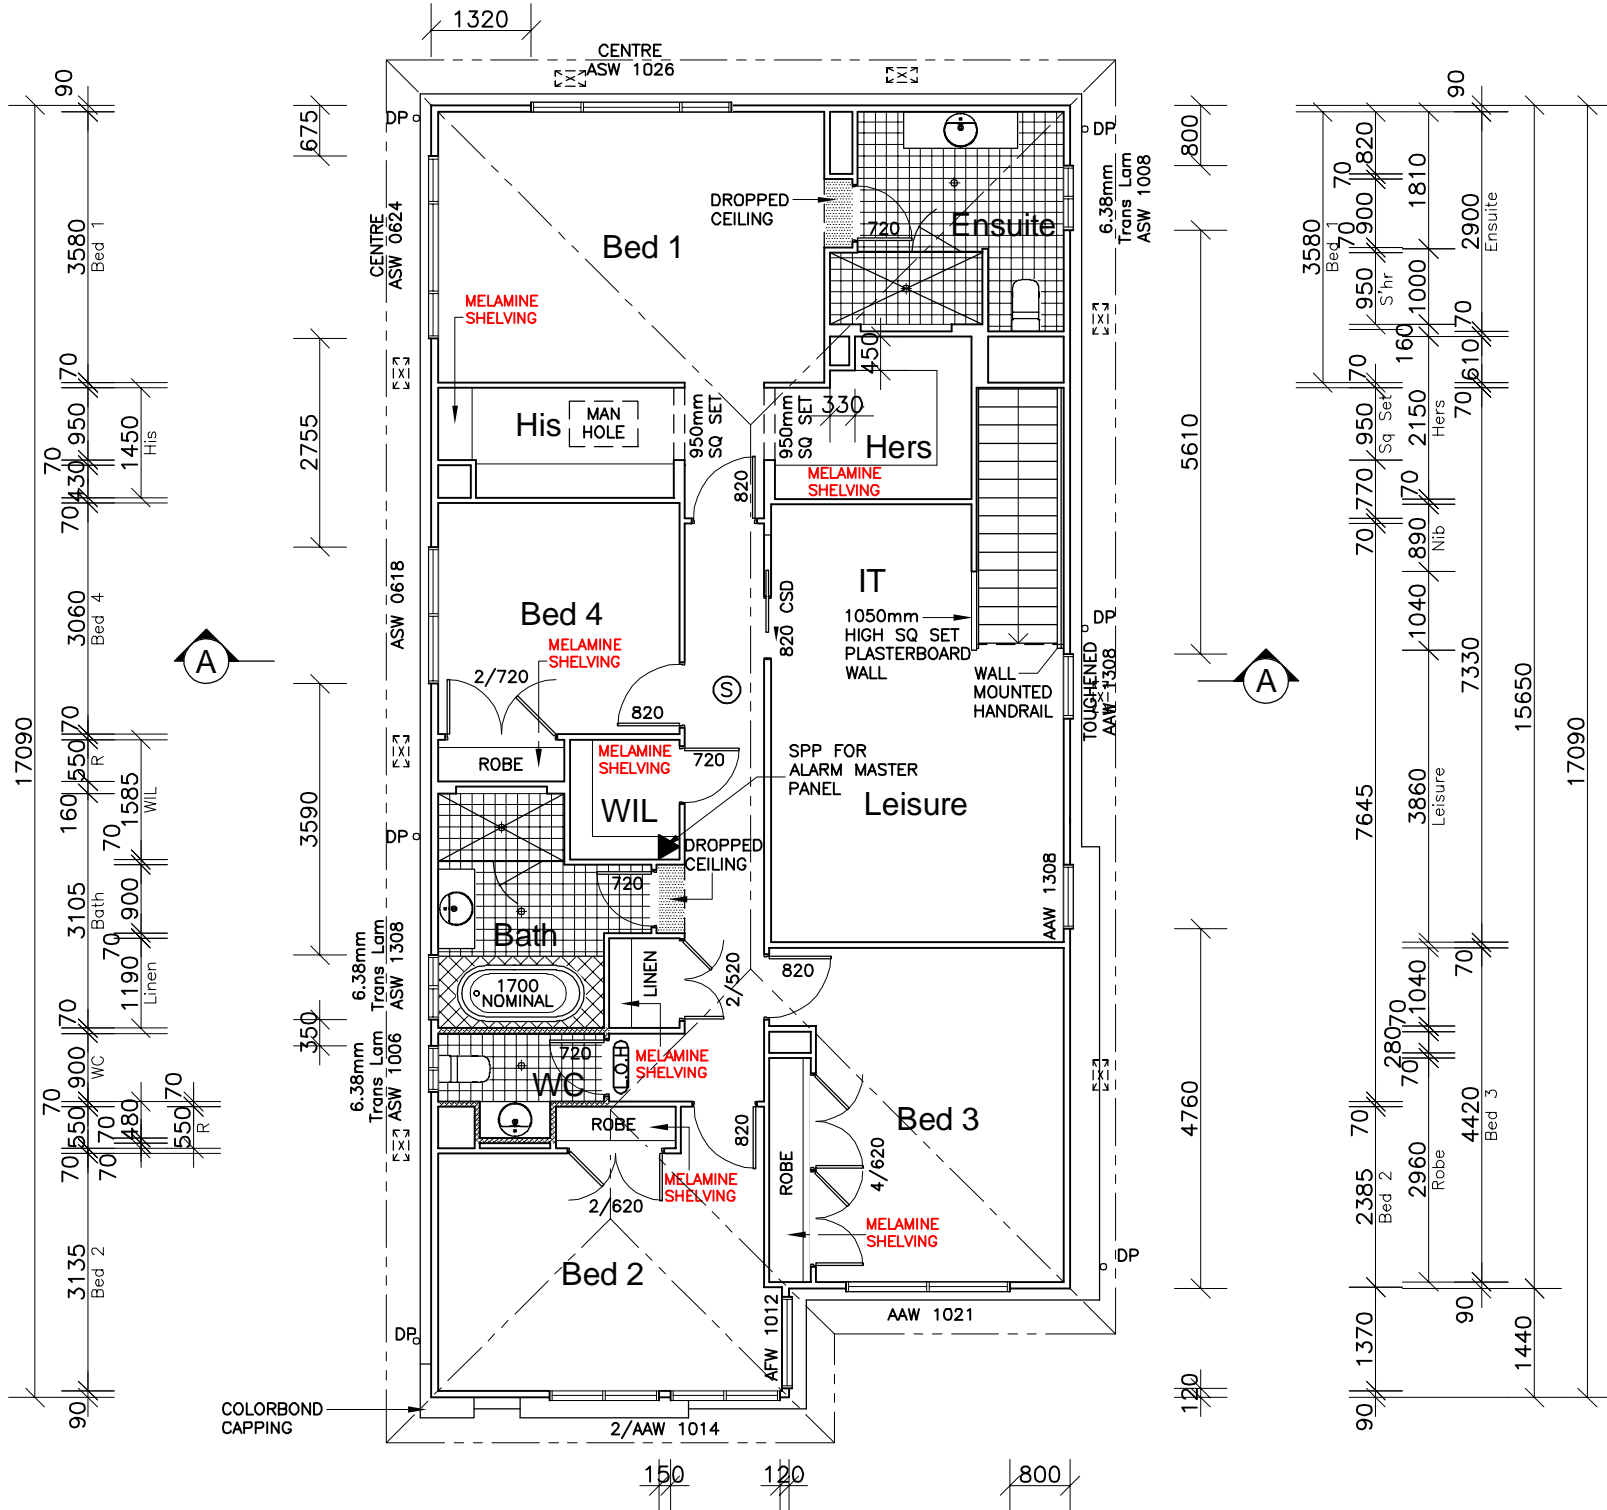 1320
CENTRE
ASW 1026
DP
DP
DROPPED
CEILING
720
Ensuite
Bed 1
MELAMINE
SHELVING
CENTRE
ASW 0624
6.38mm
Trans Lam
ASW 1008
450
330
His
MAN
HOLE
950mm
SQ SET
950mm
SQ SET
Hers
MELAMINE
SHELVING
820
IT
Bed 4
ASW 0618
MELAMINE
SHELVING
2/720
820
820 CSD
1050mm
HIGH SQ SET
PLASTERBOARD
WALL
WALL
MOUNTED
HANDRAIL
DP
TOUGHENED
AAW 1308
A
A
S
ROBE
MELAMINE
SHELVING
720
WIL
SPP FOR
ALARM MASTER
PANEL
Leisure
DP
DROPPED
CEILING
720
Bath
AAW 1308
6.38mm
Trans Lam
ASW 1308
1700
NOMINAL
LINEN
2/520
820
6.38mm
Trans Lam
ASW 1006
720
WC
L.O.H
MELAMINE
SHELVING
ROBE
820
Bed 3
4/620
ROBE
MELAMINE
SHELVING
2/620
MELAMINE
SHELVING
Bed 2
AFW 1012
AAW 1021
DP
DP
COLORBOND
CAPPING
2/AAW 1014
150
120
800
17090
90
3580
Bed 1
70
950
70
430
70
3060
Bed 4
70
550
R
160
3105
Bath
70
900
WC
70
550
70
3135
Bed 2
90
1450
His
1585
WIL
70
900
70
1190
Linen
70
480
70
70
550
R
675
2755
3590
350
800
5610
4760
120
3580
Bed 1
70
820
70
900
70
950
S'hr
950
Sq Set
770
70
7645
70
2385
Bed 2
1370
90
1810
1000
160
2150
Hers
70
890
Nib
1040
3860
Leisure
1040
70
280
70
2960
Robe
90
2900
Ensuite
70
610
70
7330
70
4420
Bed 3
90
15650
1440
17090